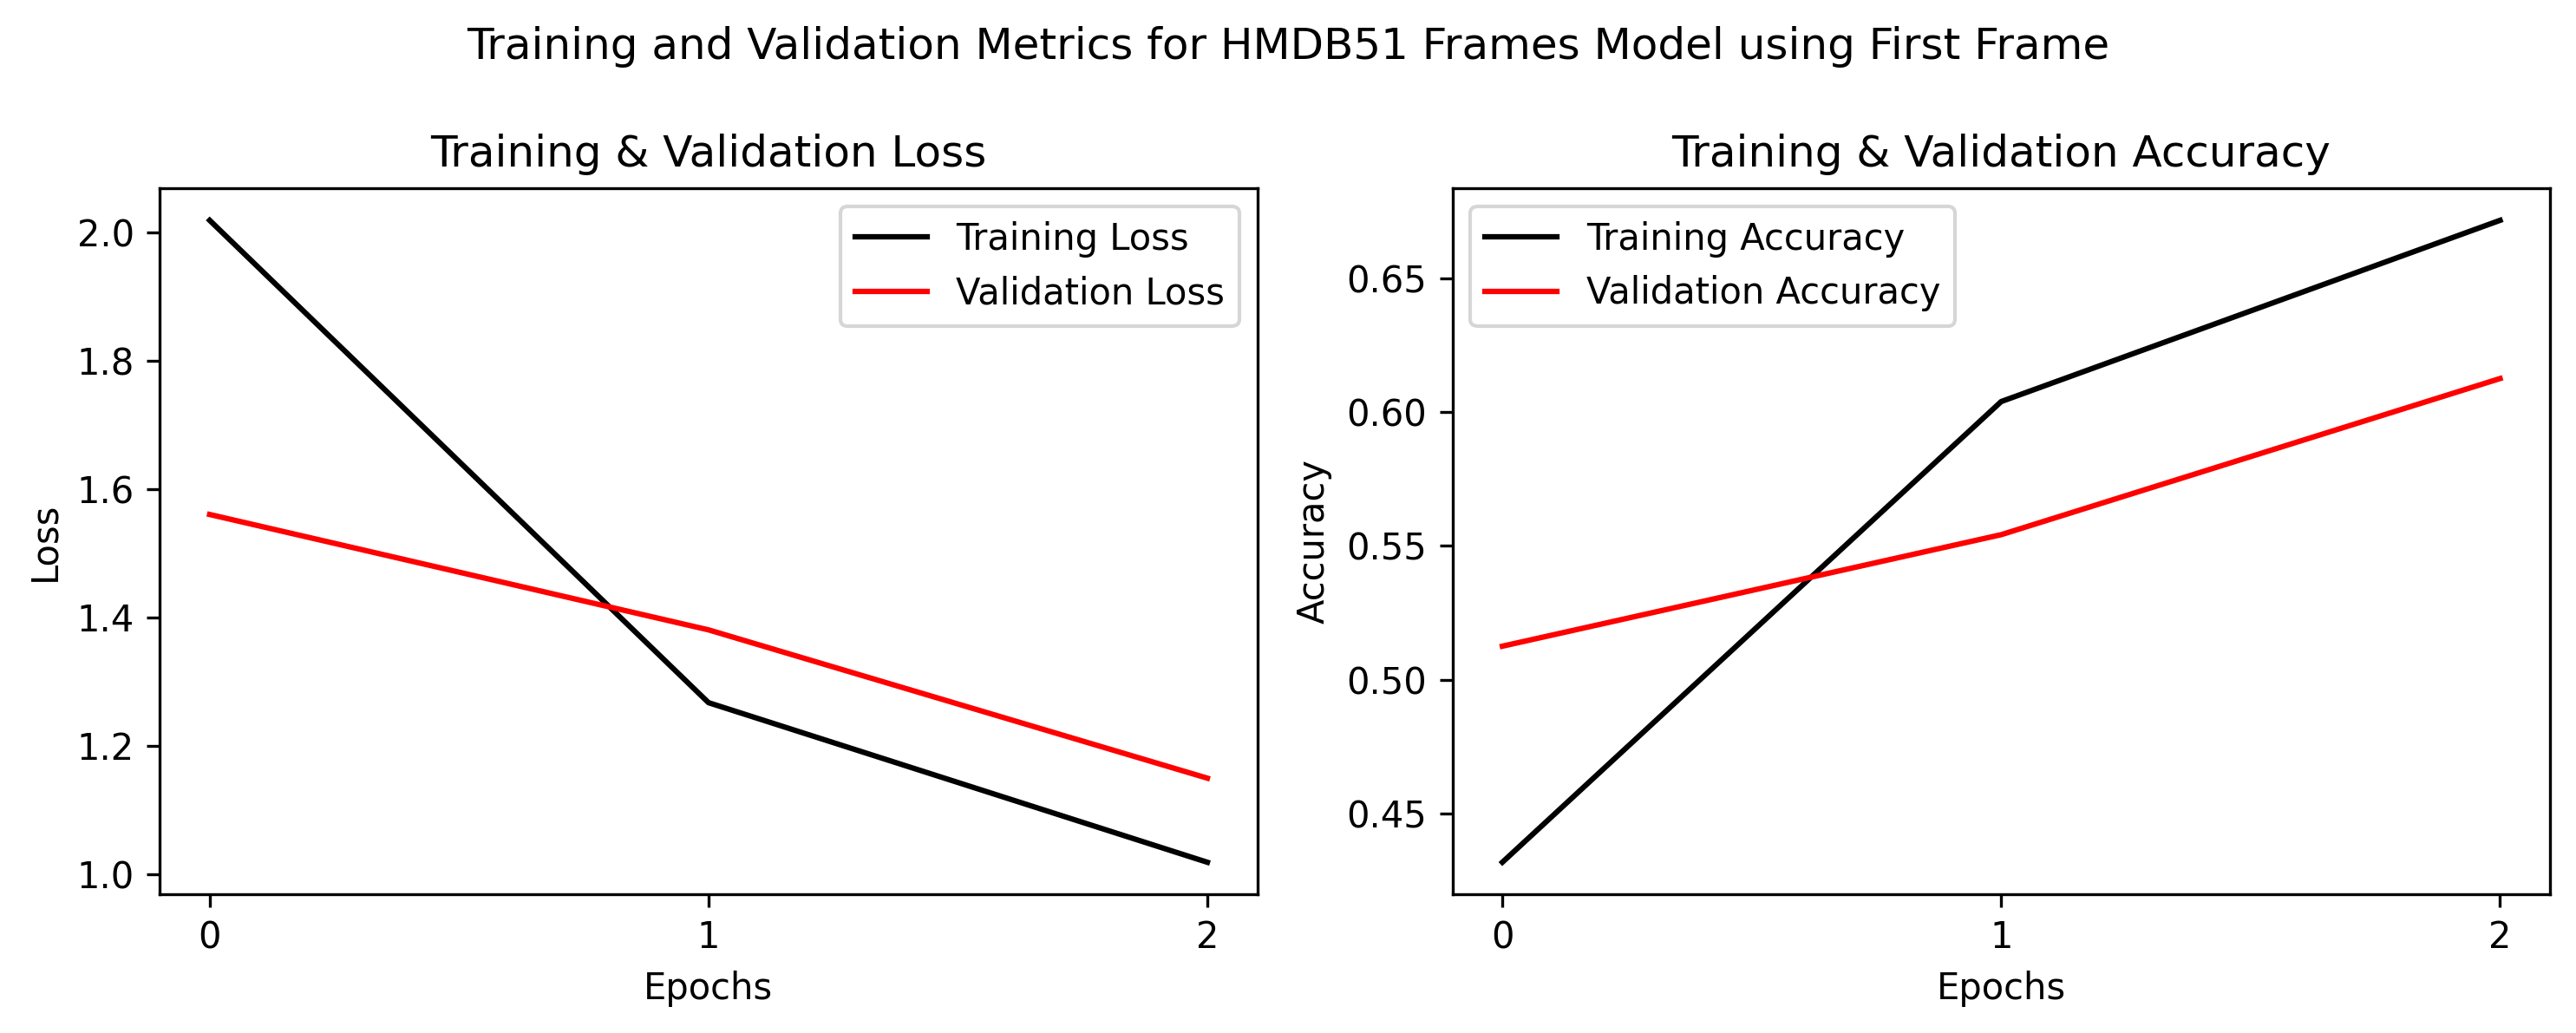 Training and Validation Metrics for HMDB51 Frames Model using First Frame
Training & Validation Loss
Training Loss
Validation Loss
2.0
1.8
1.6
1.4
1.2
1.0
Loss
0 1 2
Epochs
Training & Validation Accuracy
Training Accuracy
Validation Accuracy
0.65
0.60
0.55
0.50
0.45
Accuracy
0 1 2
Epochs